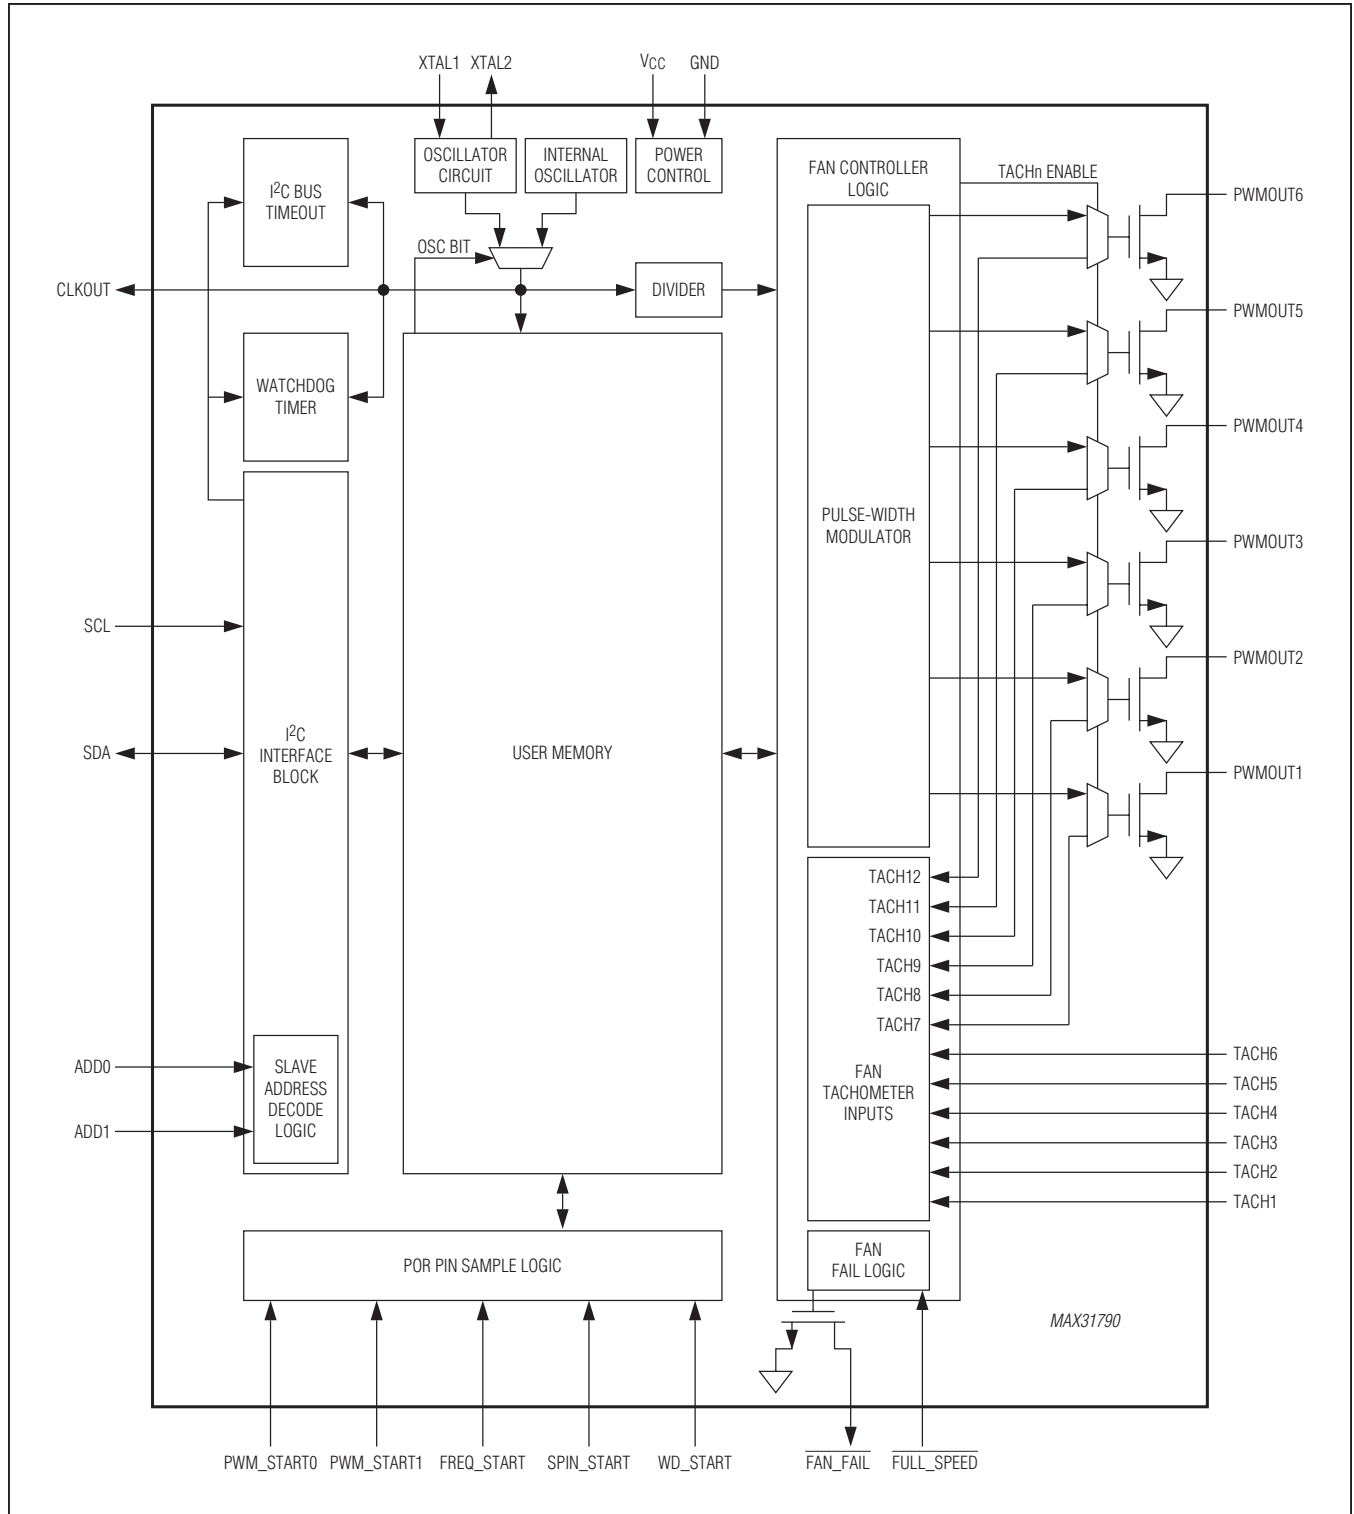 XTAL1 XTAL2
VCC GND
OSCILLATOR
CIRCUIT
INTERNAL
OSCILLATOR
POWER
CONTROL
FAN CONTROLLER
LOGIC
TACHn ENABLE
I2C BUS
TIMEOUT
PWMOUT6
OSC BIT
CLKOUT
DIVIDER
PWMOUT5
WATCHDOG
TIMER
PWMOUT4
PULSE-WIDTH
MODULATOR
PWMOUT3
SCL
PWMOUT2
SDA
I2C
INTERFACE
BLOCK
USER MEMORY
PWMOUT1
TACH12
TACH11
TACH10
TACH9
TACH8
TACH7
ADD0
ADD1
SLAVE
ADDRESS
DECODE
LOGIC
FAN
TACHOMETER
INPUTS
TACH6
TACH5
TACH4
TACH3
TACH2
TACH1
POR PIN SAMPLE LOGIC
FAN
FAIL LOGIC
MAX31790
PWM_START0 PWM_START1 FREQ_START SPIN_START WD_START FAN_FAIL FULL_SPEED